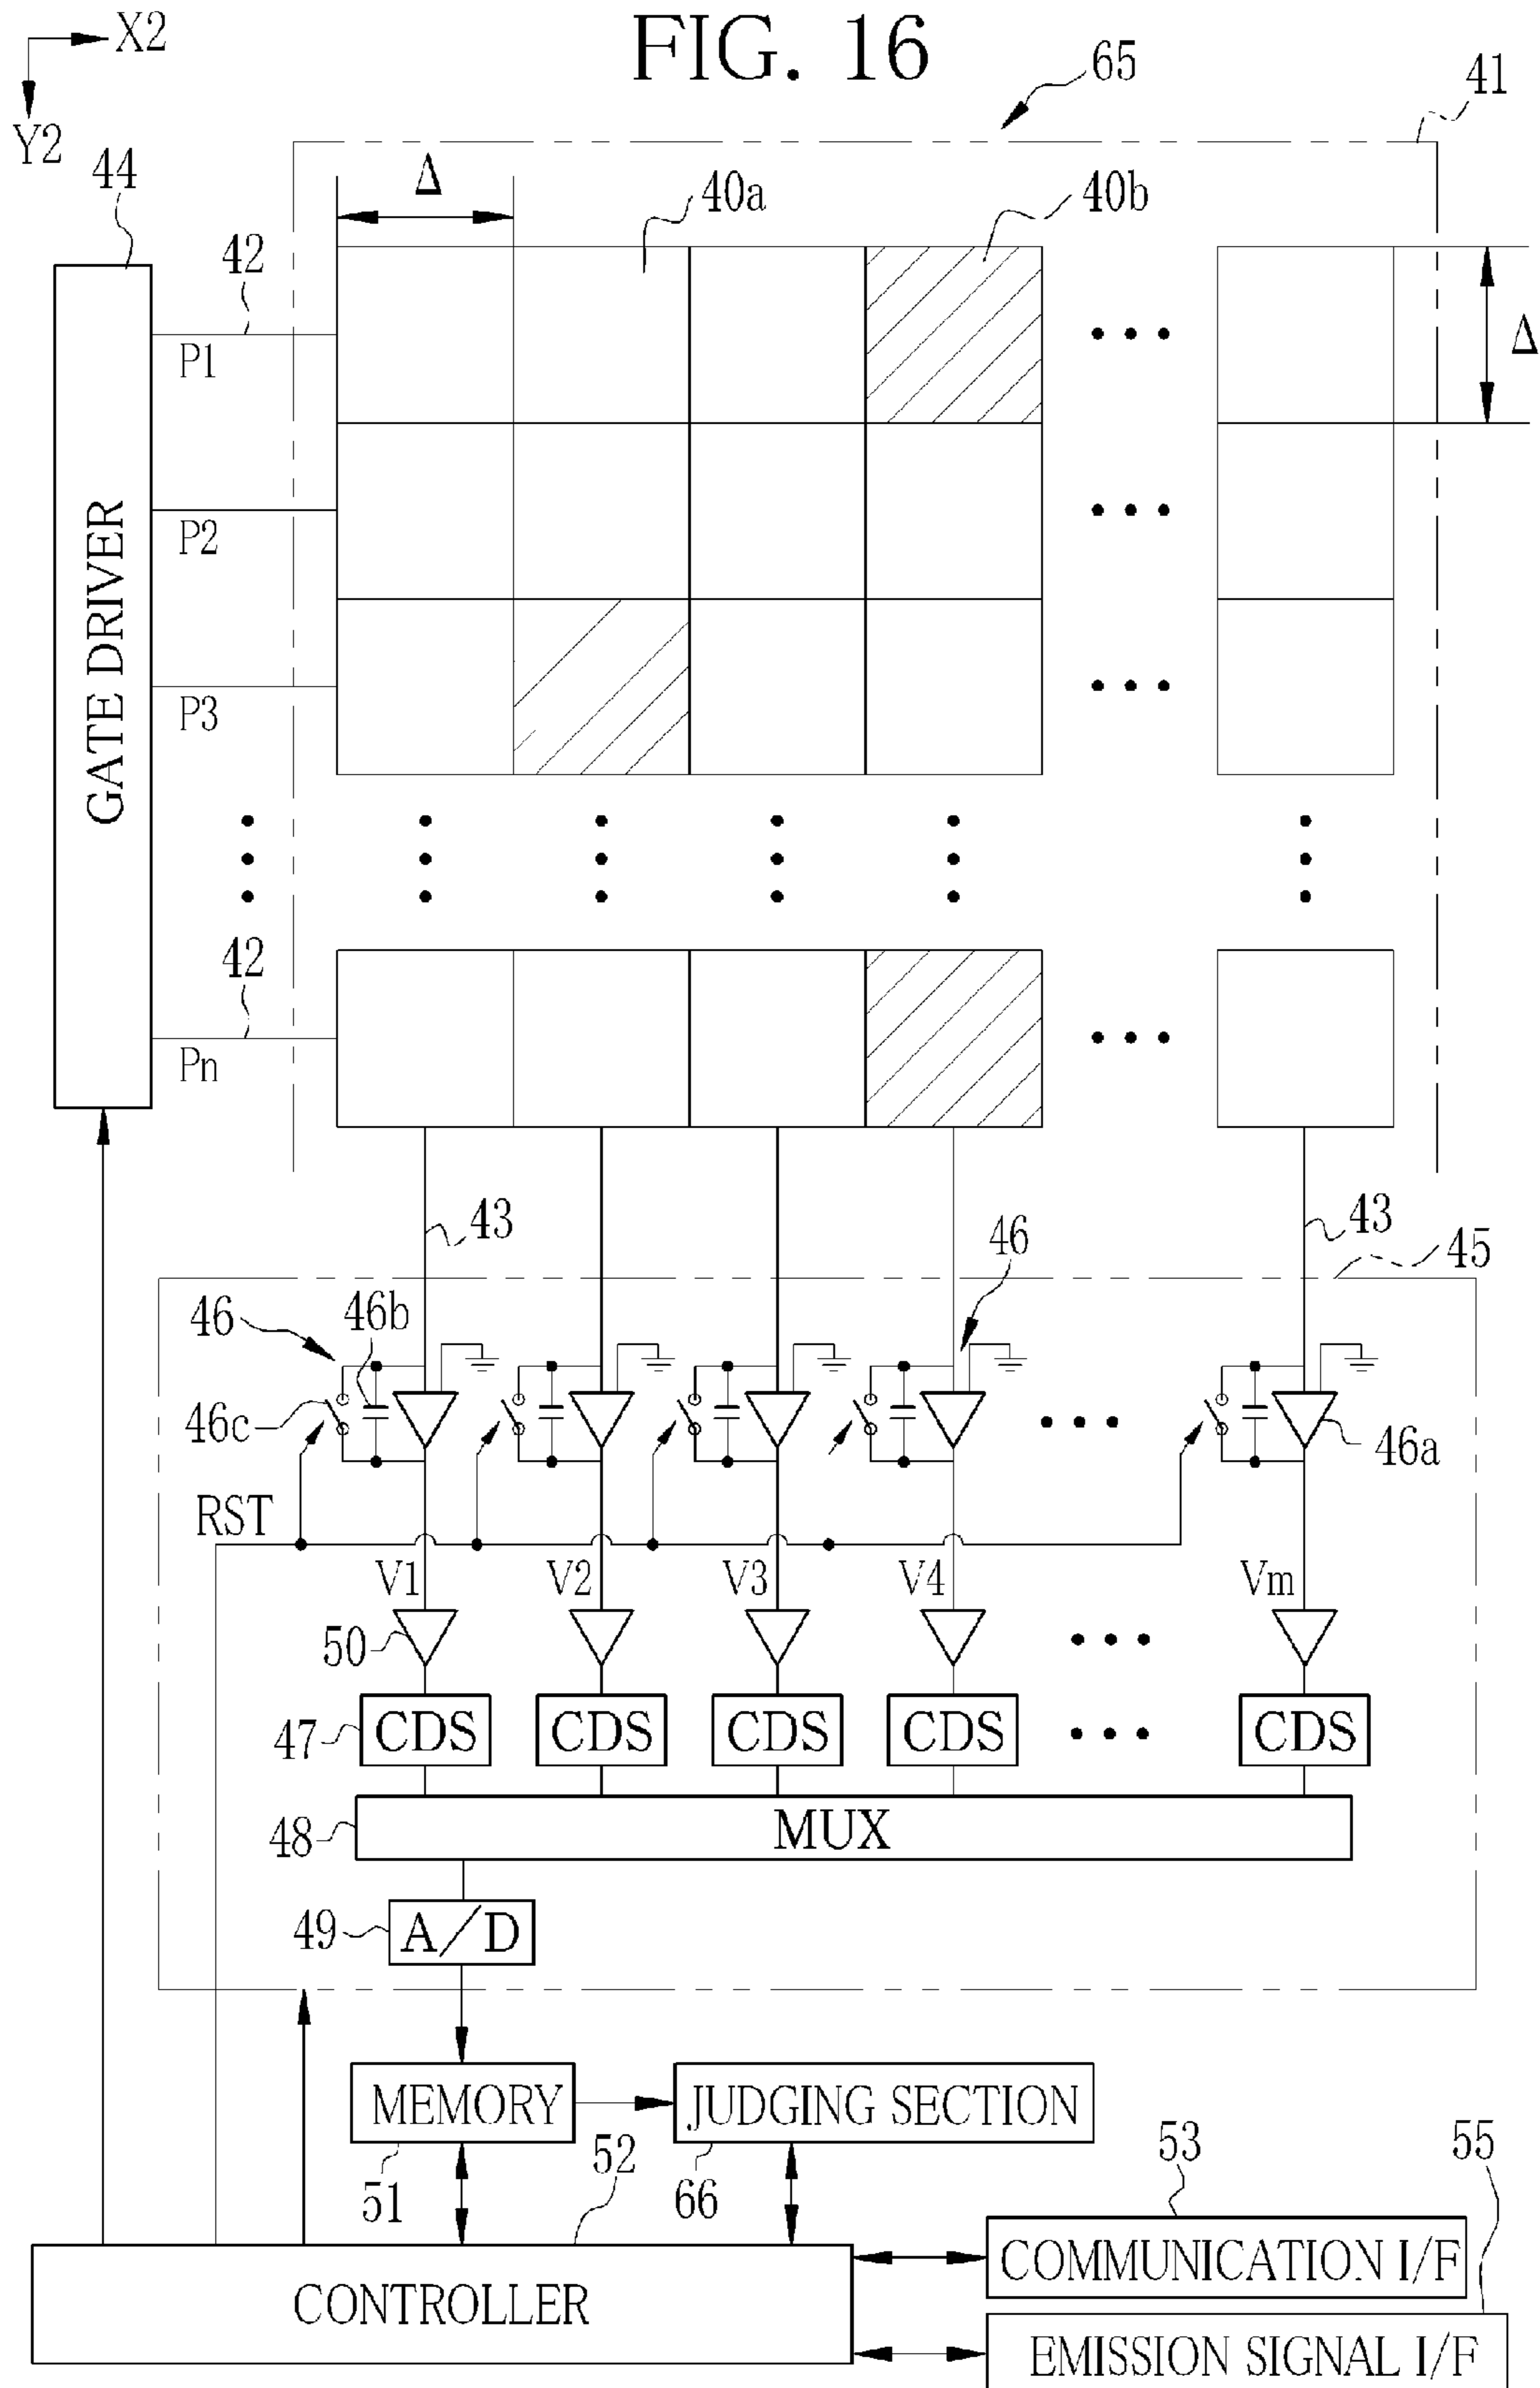 FIG. 16
X2
Y2
65
41
44
Δ
40a
40b
42
P1
Δ
GATE DRIVER
P2
P3
42
Pn
43
43
46
45
46
46b
46c
46a
RST
V1
V2
V3
V4
Vm
50
47
CDS
CDS
CDS
CDS
CDS
48
MUX
49
A/D
MEMORY
JUDGING SECTION
51
52
66
53
55
COMMUNICATION I/F
CONTROLLER
EMISSION SIGNAL I/F